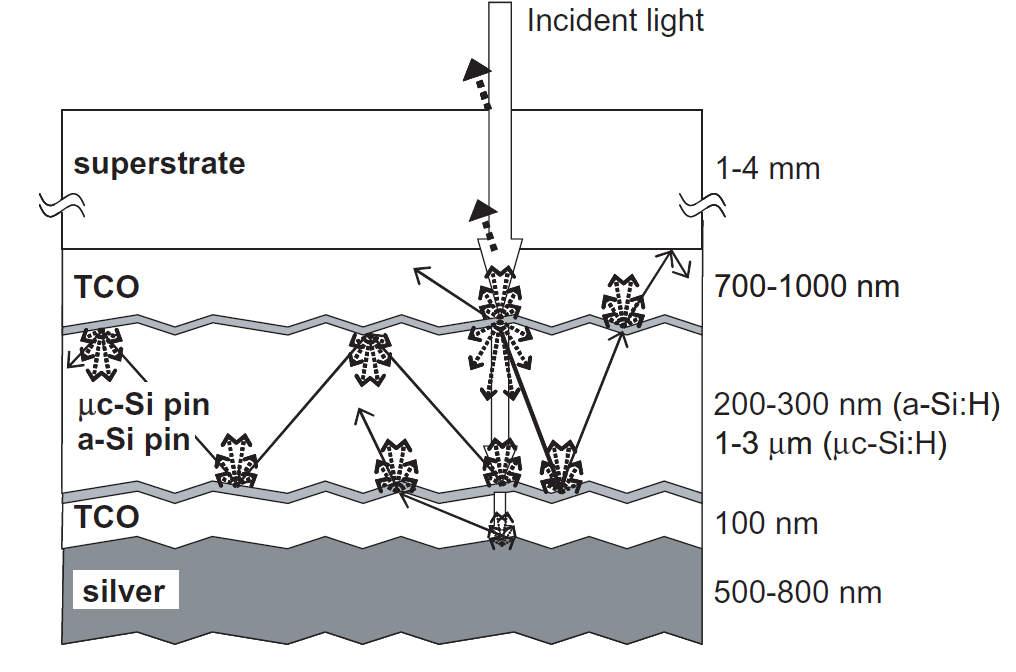 Incident light
superstrate
1-4 mm
TCO
700-1000 nm
μc-Si pin
a-Si pin
200-300 nm (a-Si:H)
1-3 μm (μc-Si:H)
TCO
100 nm
silver
500-800 nm